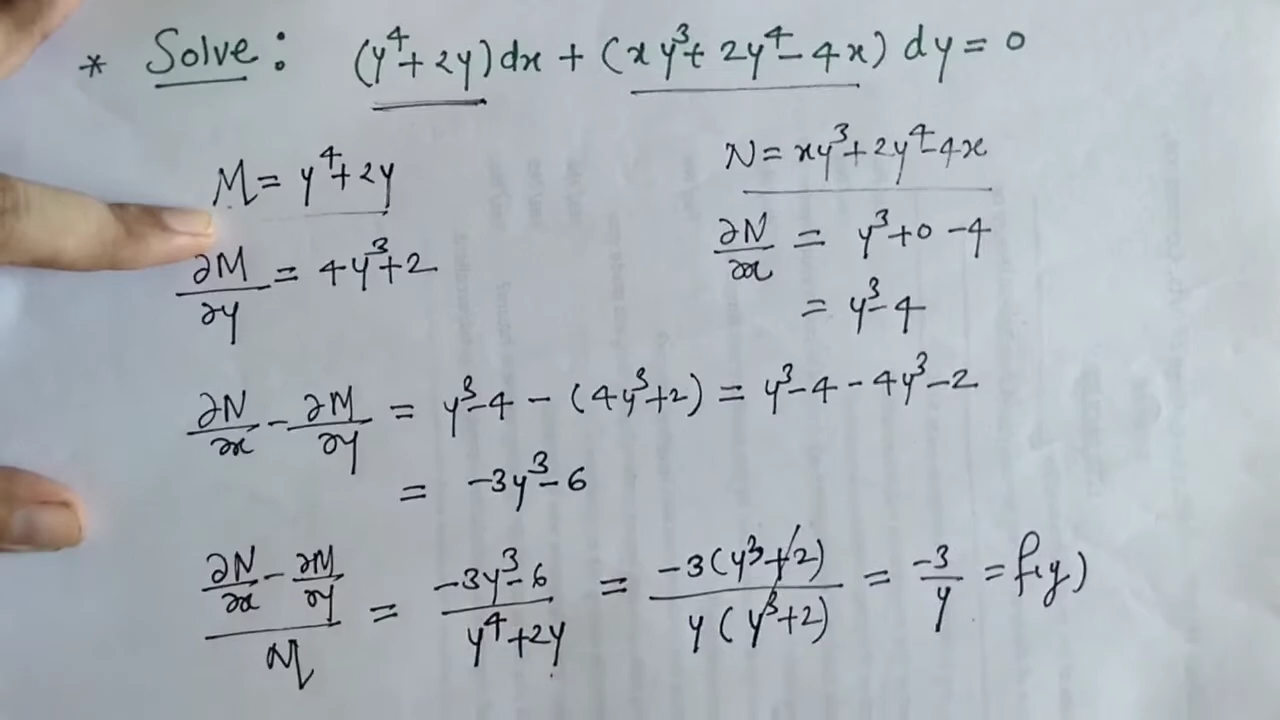 * Solve: (y⁴+2y)dx + (xy³+2y⁴-4x)dy = 0
M = y⁴+2y
N = xy³+2y⁴-4x
∂M/∂y = 4y³+2
∂N/∂x = y³+0-4
= y³-4
∂N/∂x - ∂M/∂y = y³-4 - (4y³+2) = y³-4-4y³-2
= -3y³-6
(∂N/∂x - ∂M/∂y)/M = (-3y³-6)/(y⁴+2y) = -3(y³+2)/y(y³+2) = -3/y = f(y)